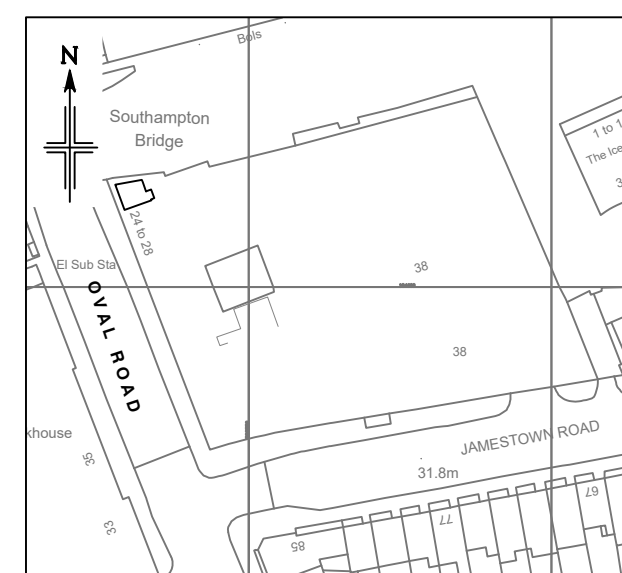 N
Bols
Southampton
Bridge
1 to 1
The Ice
3
24 to 28
El Sub Sta
38
OVAL ROAD
38
khouse
JAMESTOWN ROAD
35
31.8m
67
33
77
85